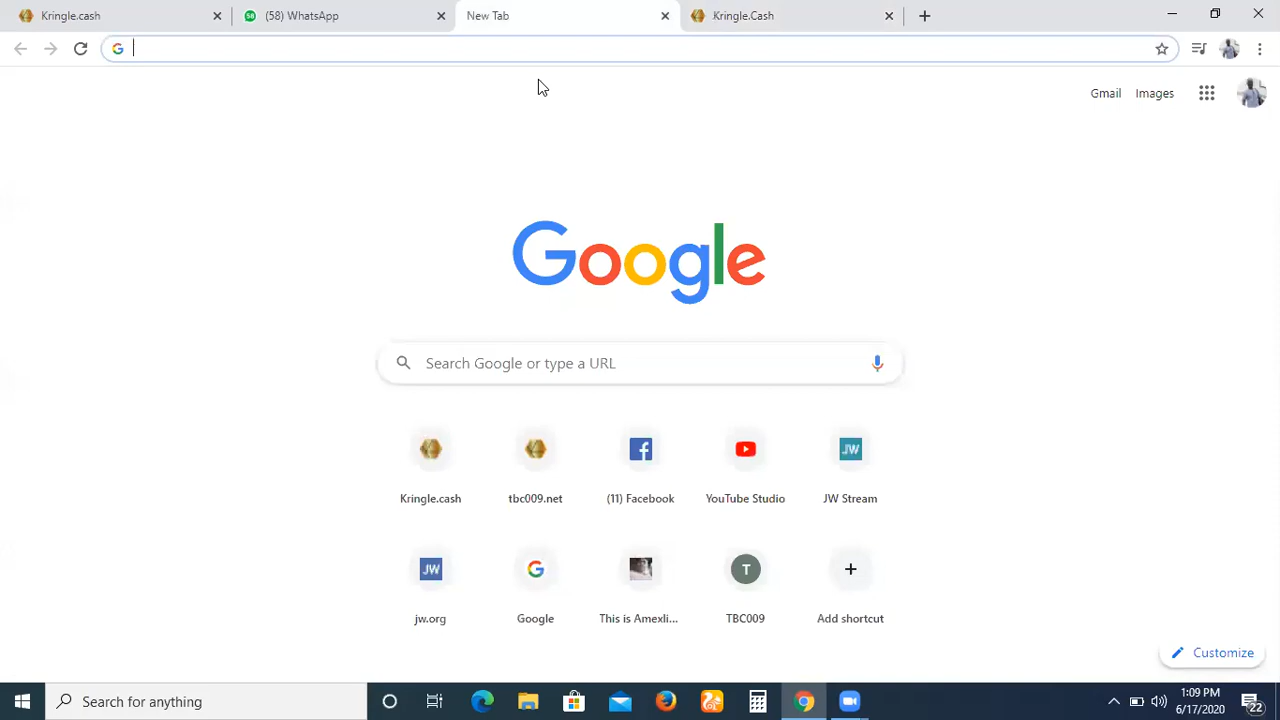 Kringle.cash
(58) WhatsApp
New Tab
Kringle.Cash
Gmail Images
Google
Search Google or type a URL
Kringle.cash
tbc009.net
(11) Facebook
YouTube Studio
JW Stream
JW
JW
T
jw.org
Google
This is Amexli...
TBC009
Add shortcut
Customize
Search for anything
1:09 PM
6/17/2020
22